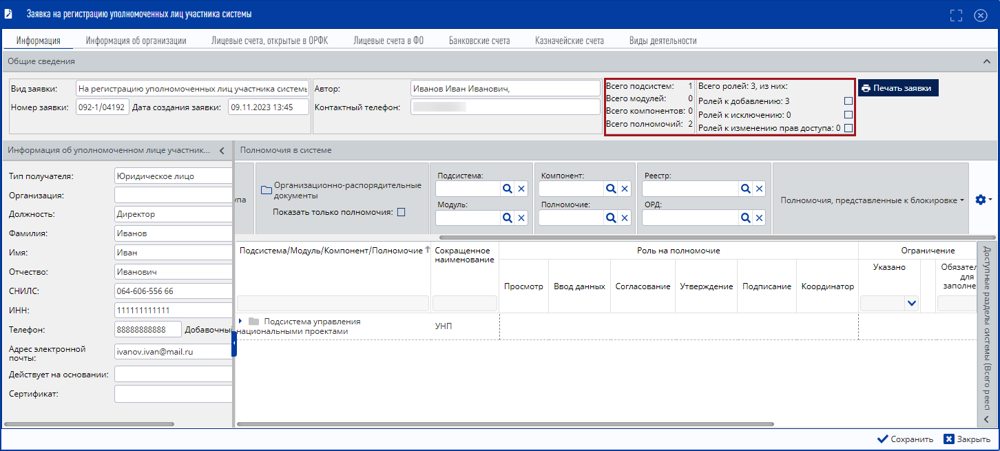 Заявка на регистрацию уполномоченных лиц участника системы
Информация
Информация об организации
Лицевые счета, открытые в ОРФК
Лицевые счета в ФО
Банковские счета
Казначейские счета
Виды деятельности
Общие сведения
Вид заявки: На регистрацию уполномоченных лиц участника системы
Номер заявки: 092-1/04192 Дата создания заявки: 09.11.2023 13:45
Автор: Иванов Иван Иванович,
Контактный телефон:
Всего подсистем: 1
Всего модулей: 0
Всего компонентов: 0
Всего полномочий: 2
Всего ролей: 3, из них:
Ролей к добавлению: 3
Ролей к исключению: 0
Ролей к изменению прав доступа: 0
Печать заявки
Информация об уполномоченном лице участник...
Тип получателя: Юридическое лицо
Организация:
Должность: Директор
Фамилия: Иванов
Имя: Иван
Отчество: Иванович
СНИЛС: 064-606-556 66
ИНН: 111111111111
Телефон: 88888888888 Добавочный
Адрес электронной
почты: ivanov.ivan@mail.ru
Действует на основании:
Сертификат:
Полномочия в системе
упа
Организационно-распорядительные
документы
Показать только полномочия:
Подсистема:
Модуль:
Компонент:
Полномочие:
Реестр:
ОРД:
Полномочия, представленные к блокировке
Подсистема/Модуль/Компонент/Полномочие
Сокращенное
наименование
Роль на полномочие
Просмотр
Ввод данных
Согласование
Утверждение
Подписание
Координатор
Ограничение
Указано
Обязател
для
заполне
Подсистема управления
национальными проектами
УНП
Доступные разделы системы (Всего реест
Сохранить
Закрыть